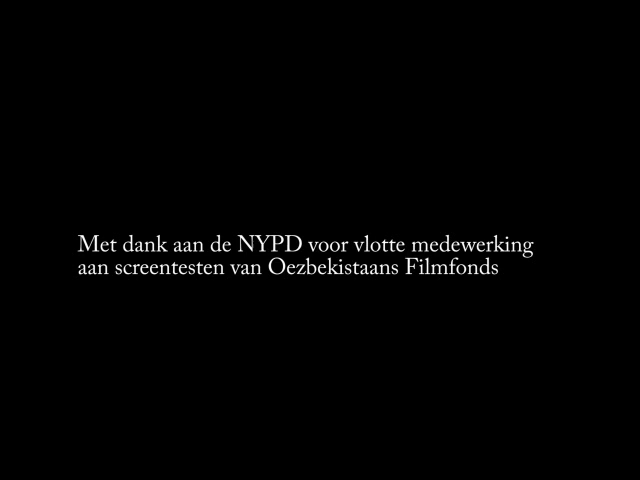 Met dank aan de NYPD voor vlotte medewerking
aan screentesten van Oezbekistaans Filmfonds